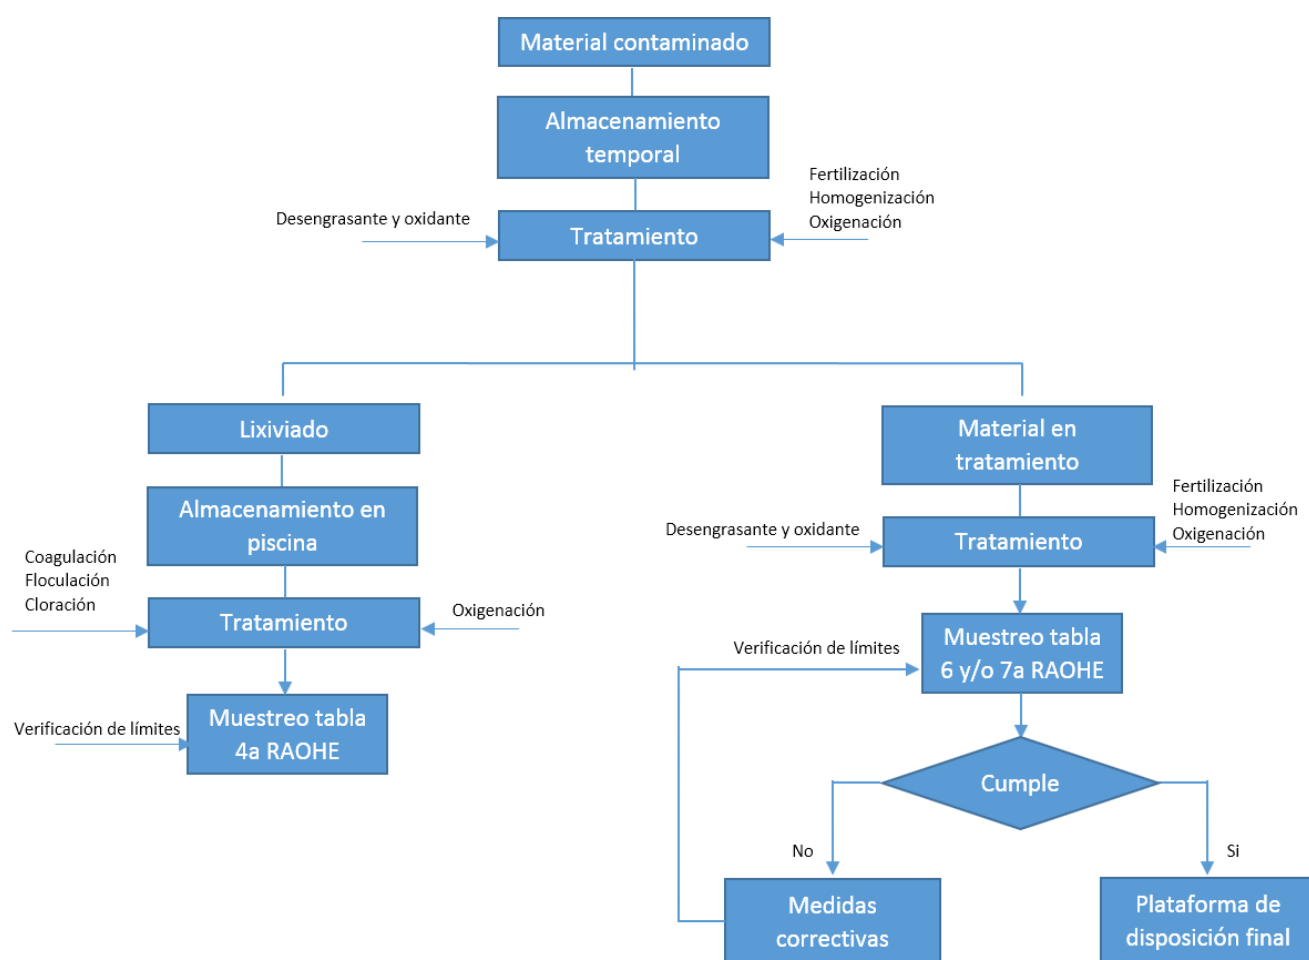 Material contaminado
Almacenamiento
temporal
Fertilización
Homogenización
Oxigenación
Desengrasante y oxidante
Tratamiento
Lixiviado
Almacenamiento en
piscina
Coagulación
Floculación
Cloración
Tratamiento
Oxigenación
Verificación de límites
Muestreo tabla
4a RAOHE
Material en
tratamiento
Fertilización
Homogenización
Oxigenación
Desengrasante y oxidante
Tratamiento
Verificación de límites
Muestreo tabla
6 y/o 7a RAOHE
Cumple
No
Si
Medidas
correctivas
Plataforma de
disposición final